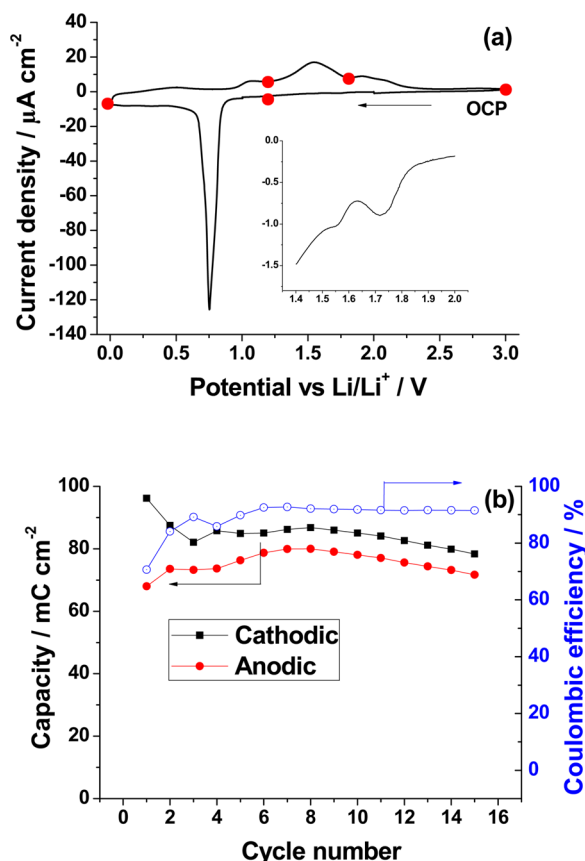 (a)
Current density / µA cm-2
40
20
0
-20
-40
-60
-80
-100
-120
-140
OCP
0.0
-0.5
-1.0
-1.5
1.4 1.5 1.6 1.7 1.8 1.9 2.0
0.0 0.5 1.0 1.5 2.0 2.5 3.0
Potential vs Li/Li+ / V
(b)
Capacity / mC cm-2
100
80
60
40
20
0
Cathodic
Anodic
100
80
60
40
20
0
Coulombic efficiency / %
0 2 4 6 8 10 12 14 16
Cycle number